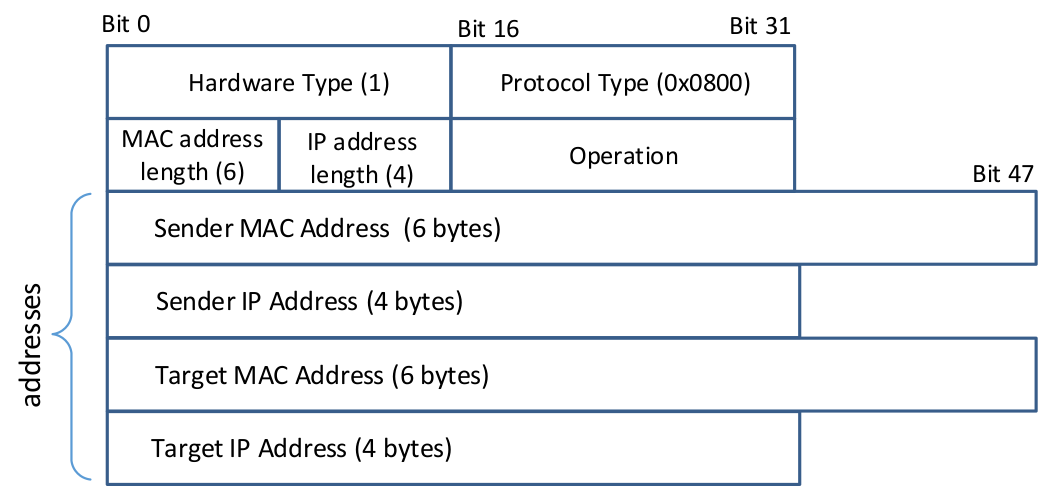 Bit 0
Bit 16
Bit 31
Hardware Type (1)
Protocol Type (0x0800)
MAC address
length (6)
IP address
length (4)
Operation
Bit 47
addresses
Sender MAC Address (6 bytes)
Sender IP Address (4 bytes)
Target MAC Address (6 bytes)
Target IP Address (4 bytes)